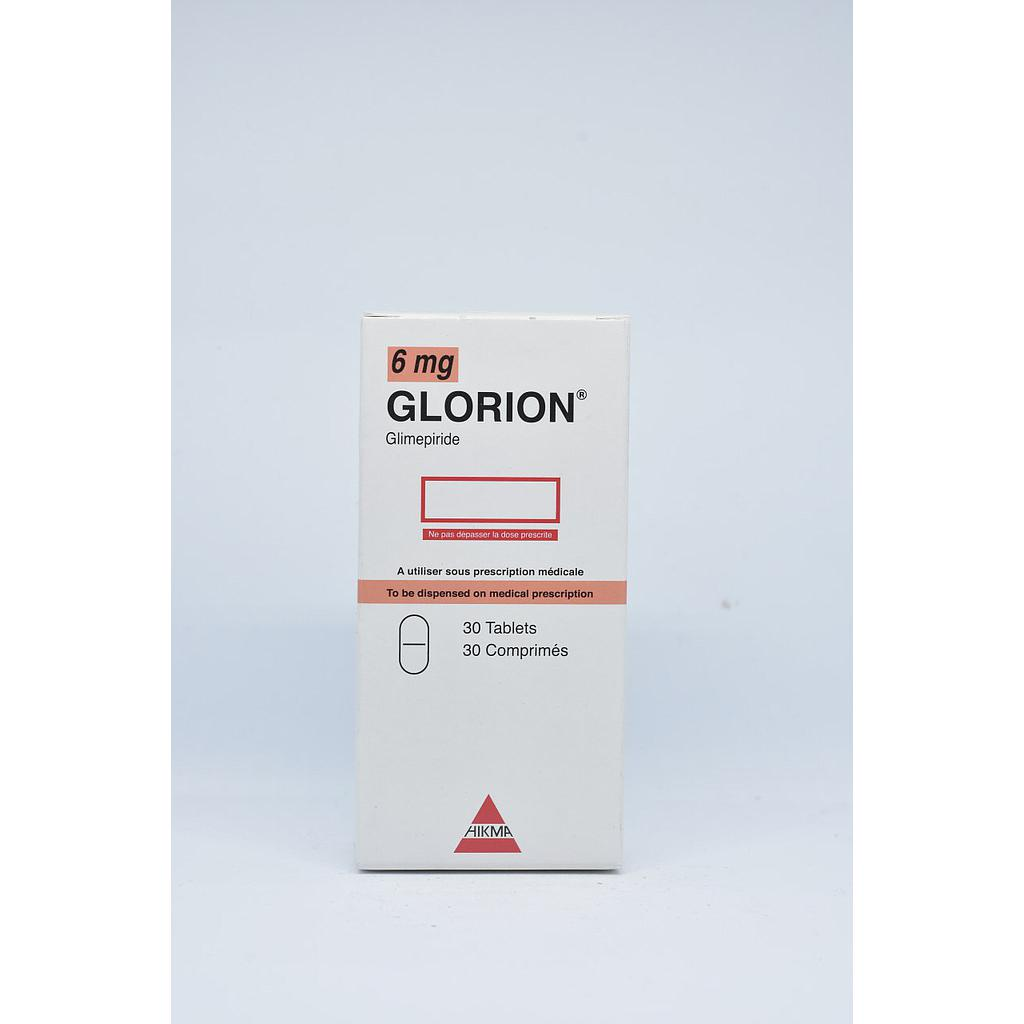 6 mg
GLORION®
Glimepiride
Ne pas dépasser la dose prescrite
A utiliser sous prescription médicale
To be dispensed on medical prescription
30 Tablets
30 Comprimés
HIKMA